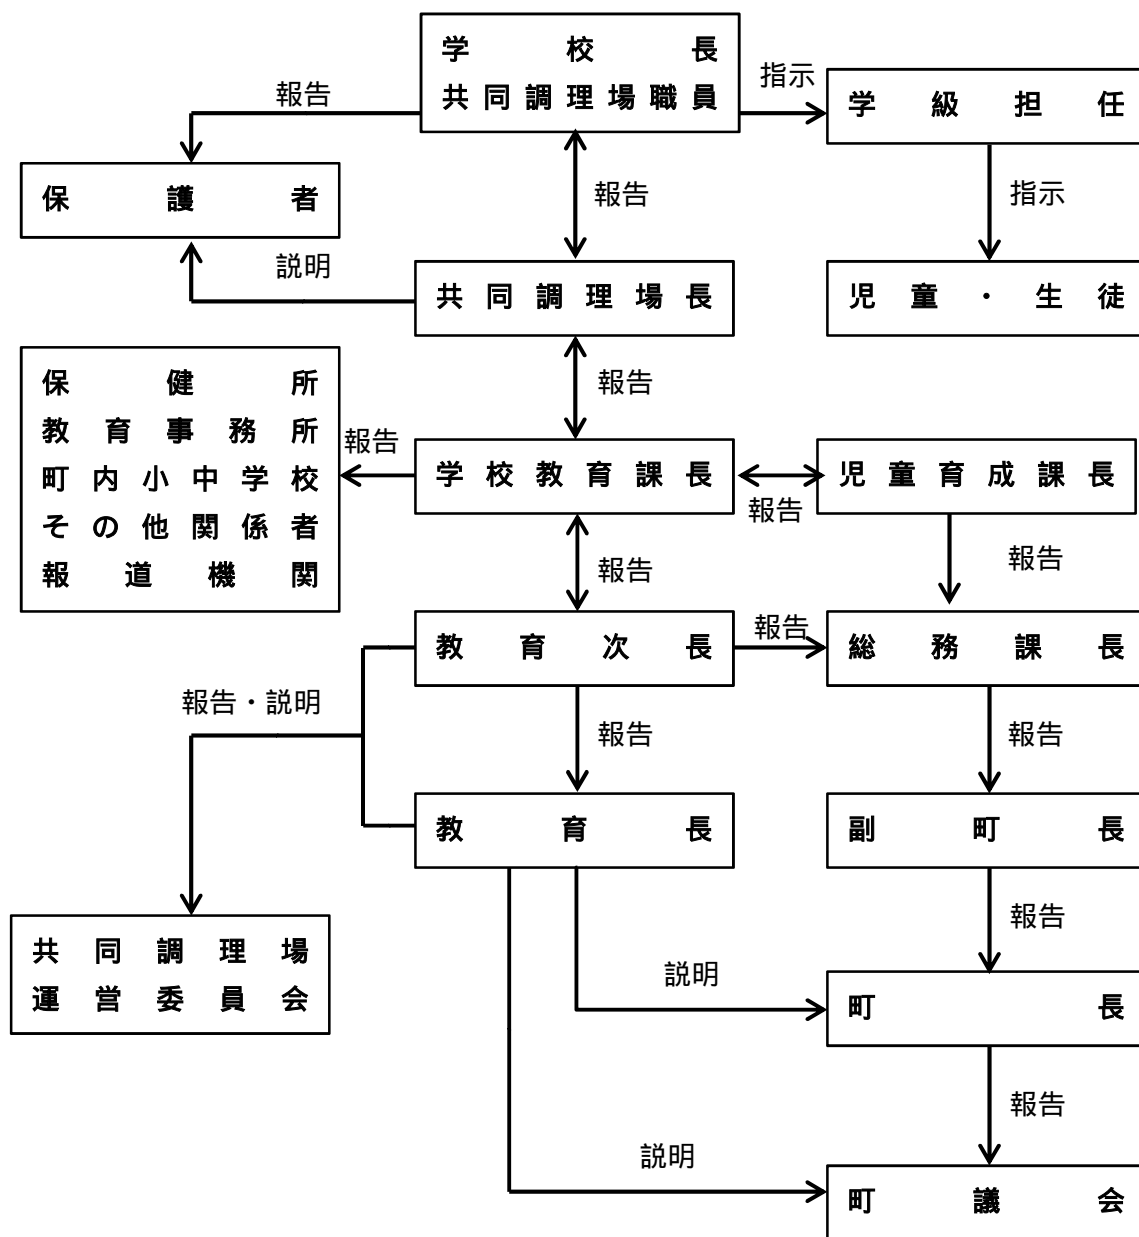 学校長
共同調理場職員
指示
学級担任
報告
保護者
報告
指示
説明
共同調理場長
児童・生徒
保健所
教育事務所
町内小中学校
その他関係者
報道機関
報告
報告
学校教育課長
児童育成課長
報告
報告
報告
教育次長
報告
総務課長
報告・説明
報告
報告
教育長
副町長
報告
共同調理場
運営委員会
説明
町長
報告
説明
町議会